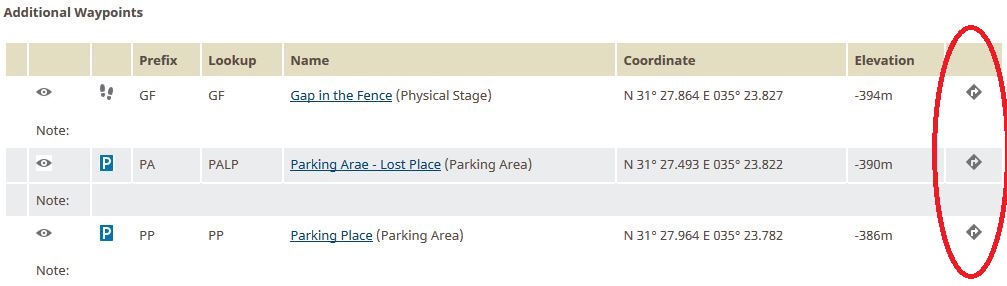 Additional Waypoints
Prefix Lookup Name Coordinate Elevation
GF GF Gap in the Fence (Physical Stage) N 31° 27.864 E 035° 23.827 -394m
Note:
P PA PALP Parking Arae - Lost Place (Parking Area) N 31° 27.493 E 035° 23.822 -390m
Note:
P PP PP Parking Place (Parking Area) N 31° 27.964 E 035° 23.782 -386m
Note: